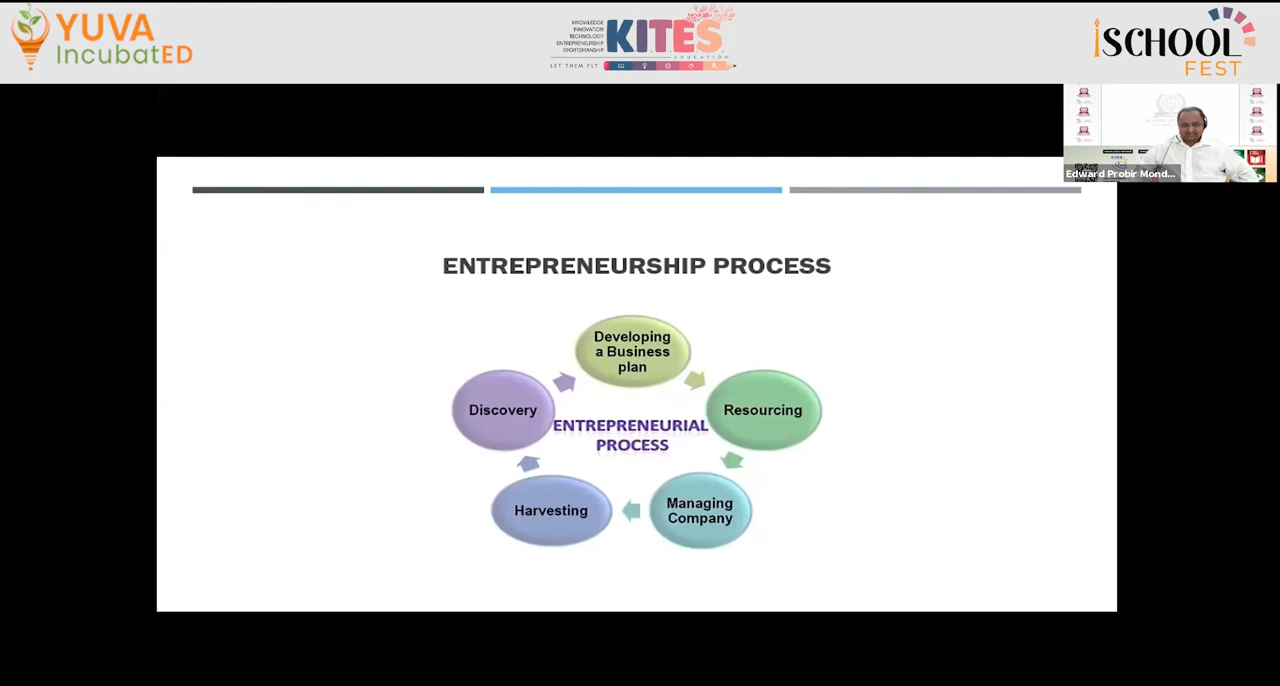 YUVA
IncubatED
KNOWLEDGE
INNOVATION
TECHNOLOGY
ENTREPRENEURSHIP
SPORTSMANSHIP
K.I.T.E.S
EDUCATION
LET THEM FLY
iSCHOOL
FEST
Edward Probir Mond...
ENTREPRENEURSHIP PROCESS
Developing
a Business
plan
Discovery
Resourcing
ENTREPRENEURIAL
PROCESS
Harvesting
Managing
Company